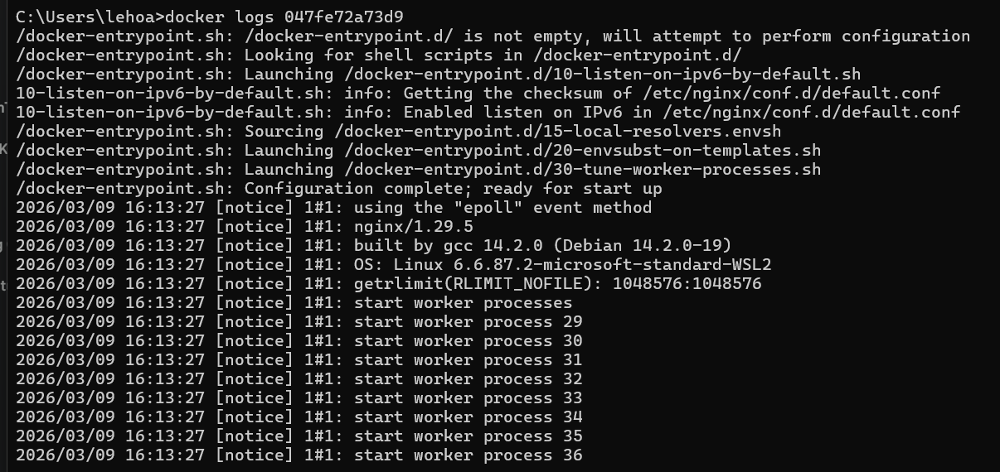 C:\Users\lehoa>docker logs 047fe72a73d9
/docker-entrypoint.sh: /docker-entrypoint.d/ is not empty, will attempt to perform configuration
/docker-entrypoint.sh: Looking for shell scripts in /docker-entrypoint.d/
/docker-entrypoint.sh: Launching /docker-entrypoint.d/10-listen-on-ipv6-by-default.sh
10-listen-on-ipv6-by-default.sh: info: Getting the checksum of /etc/nginx/conf.d/default.conf
10-listen-on-ipv6-by-default.sh: info: Enabled listen on IPv6 in /etc/nginx/conf.d/default.conf
/docker-entrypoint.sh: Sourcing /docker-entrypoint.d/15-local-resolvers.envsh
/docker-entrypoint.sh: Launching /docker-entrypoint.d/20-envsubst-on-templates.sh
/docker-entrypoint.sh: Launching /docker-entrypoint.d/30-tune-worker-processes.sh
/docker-entrypoint.sh: Configuration complete; ready for start up
2026/03/09 16:13:27 [notice] 1#1: using the "epoll" event method
2026/03/09 16:13:27 [notice] 1#1: nginx/1.29.5
2026/03/09 16:13:27 [notice] 1#1: built by gcc 14.2.0 (Debian 14.2.0-19)
2026/03/09 16:13:27 [notice] 1#1: OS: Linux 6.6.87.2-microsoft-standard-WSL2
2026/03/09 16:13:27 [notice] 1#1: getrlimit(RLIMIT_NOFILE): 1048576:1048576
2026/03/09 16:13:27 [notice] 1#1: start worker processes
2026/03/09 16:13:27 [notice] 1#1: start worker process 29
2026/03/09 16:13:27 [notice] 1#1: start worker process 30
2026/03/09 16:13:27 [notice] 1#1: start worker process 31
2026/03/09 16:13:27 [notice] 1#1: start worker process 32
2026/03/09 16:13:27 [notice] 1#1: start worker process 33
2026/03/09 16:13:27 [notice] 1#1: start worker process 34
2026/03/09 16:13:27 [notice] 1#1: start worker process 35
2026/03/09 16:13:27 [notice] 1#1: start worker process 36